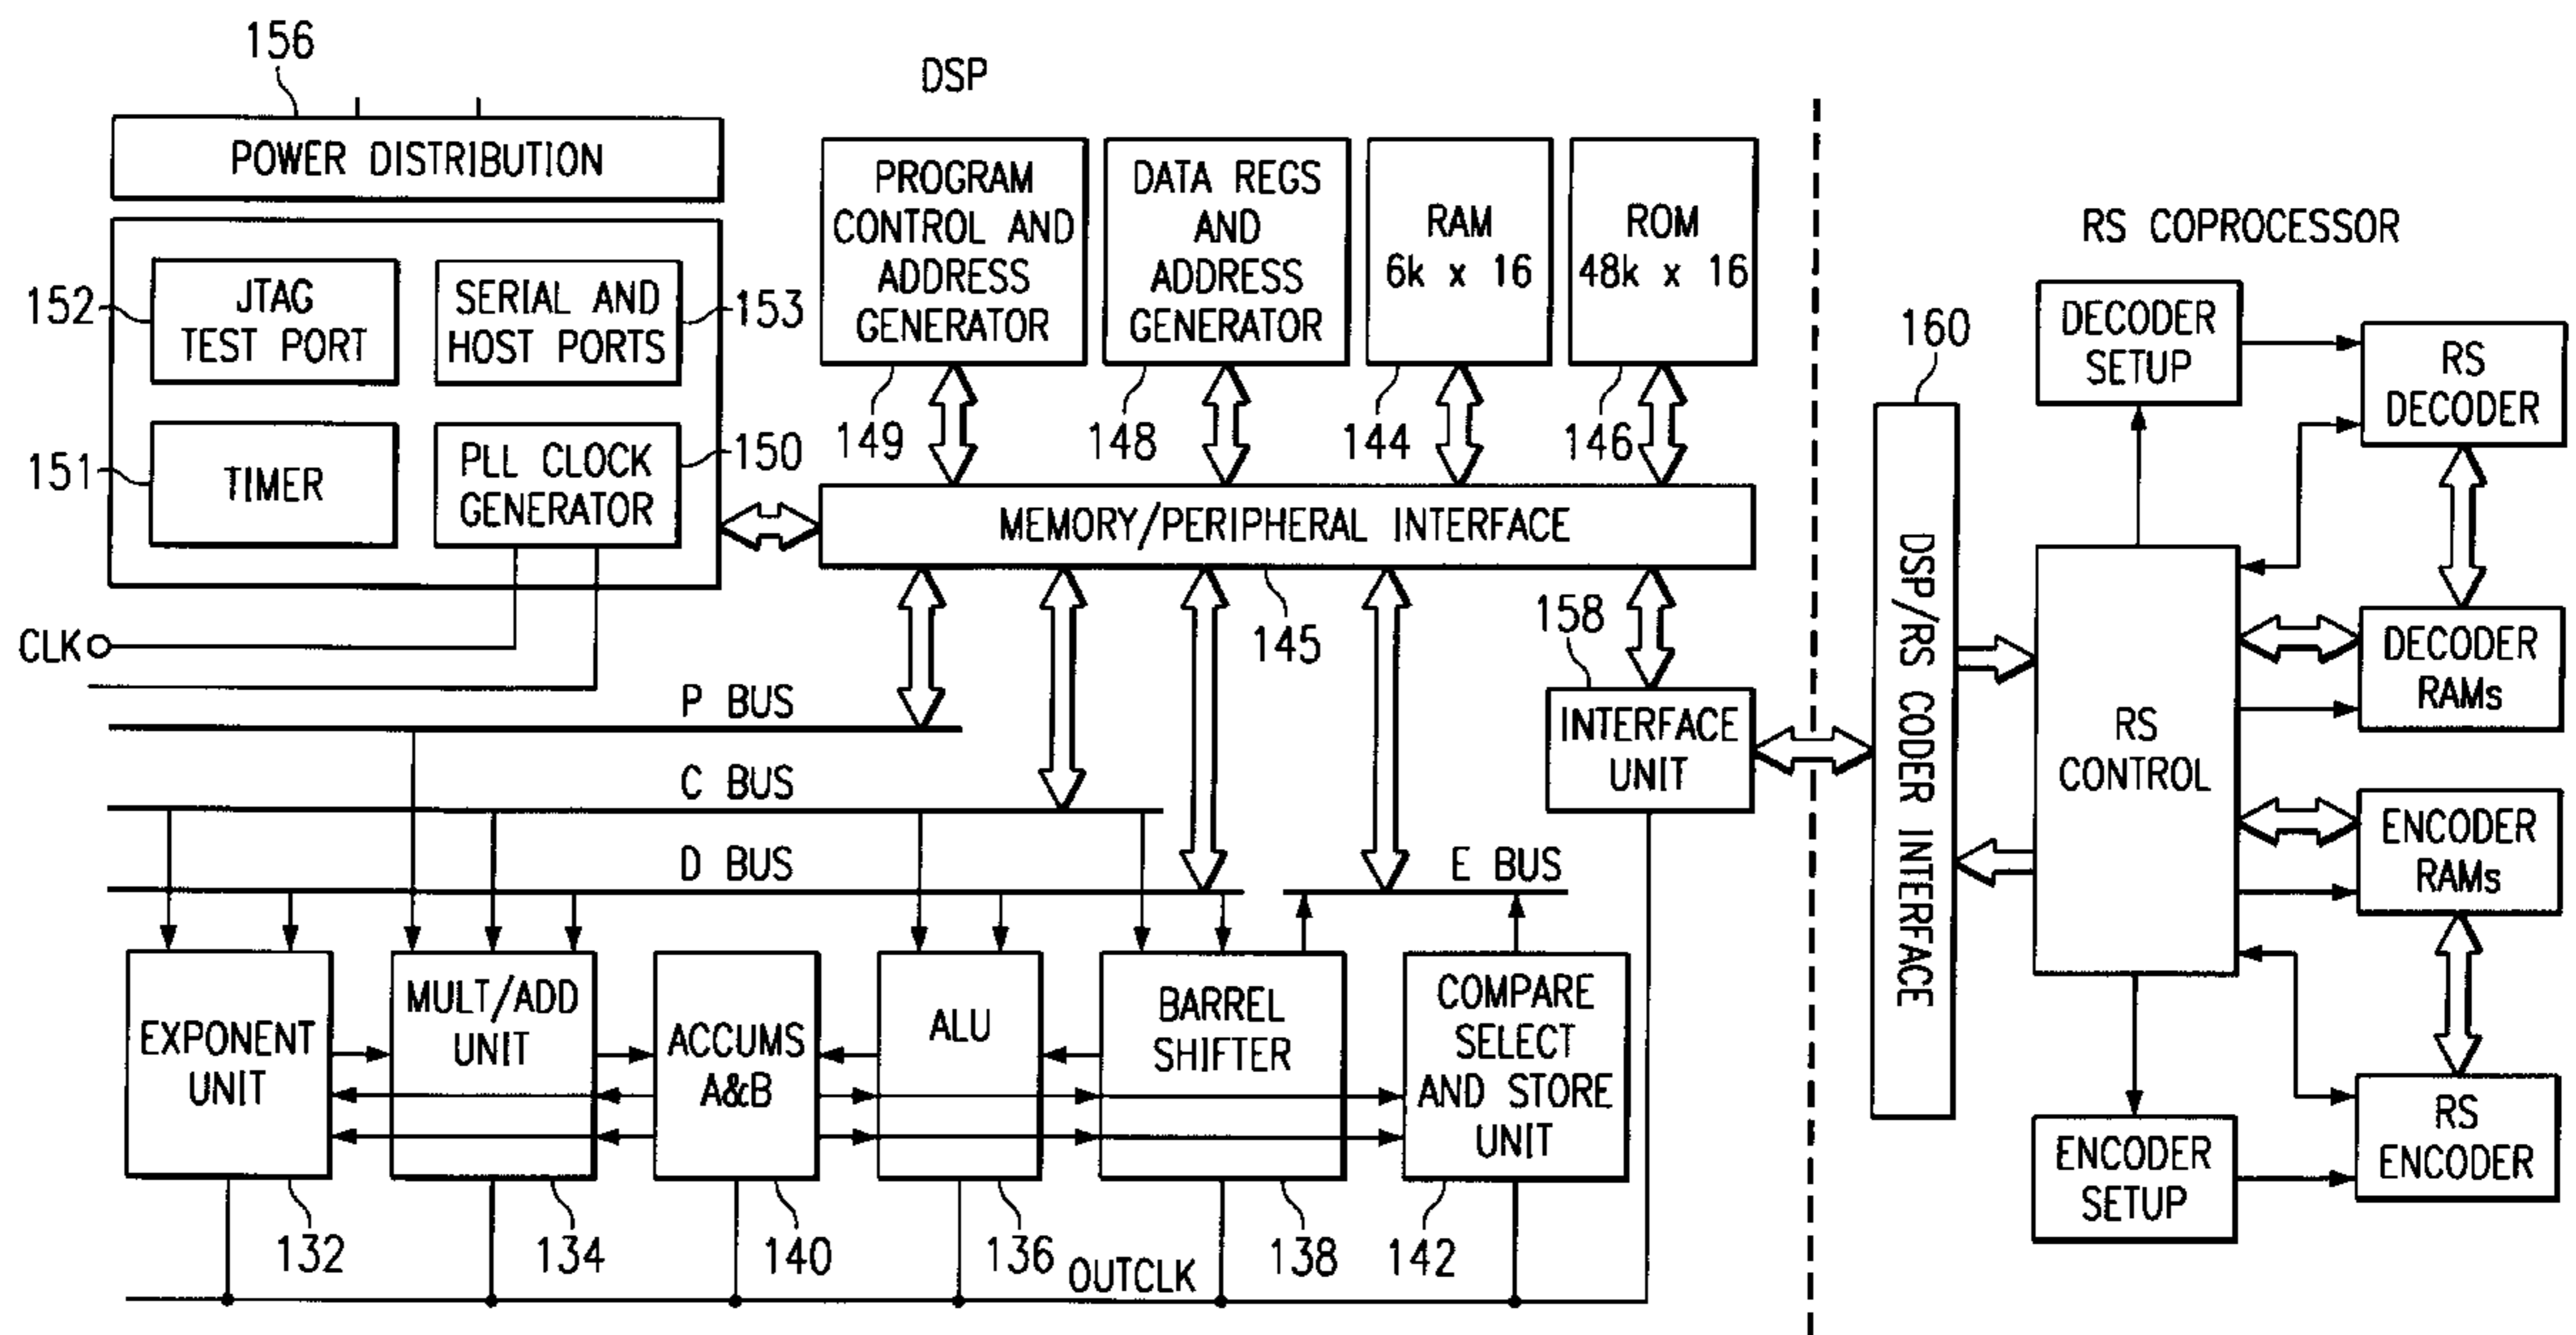 156
DSP
POWER DISTRIBUTION
PROGRAM
CONTROL AND
ADDRESS
GENERATOR
DATA REGS
AND
ADDRESS
GENERATOR
RAM
6k x 16
ROM
48k x 16
RS COPROCESSOR
152
JTAG
TEST PORT
SERIAL AND
HOST PORTS
153
151
TIMER
PLL CLOCK
GENERATOR
150
149
148
144
146
160
DECODER
SETUP
RS
DECODER
MEMORY/PERIPHERAL INTERFACE
145
158
CLK
P BUS
C BUS
D BUS
E BUS
INTERFACE
UNIT
DSP/RS CODER INTERFACE
RS
CONTROL
DECODER
RAMs
ENCODER
RAMs
EXPONENT
UNIT
MULT/ADD
UNIT
ACCUMS
A&B
ALU
BARREL
SHIFTER
COMPARE
SELECT
AND STORE
UNIT
ENCODER
SETUP
RS
ENCODER
132
134
140
136
138
142
OUTCLK